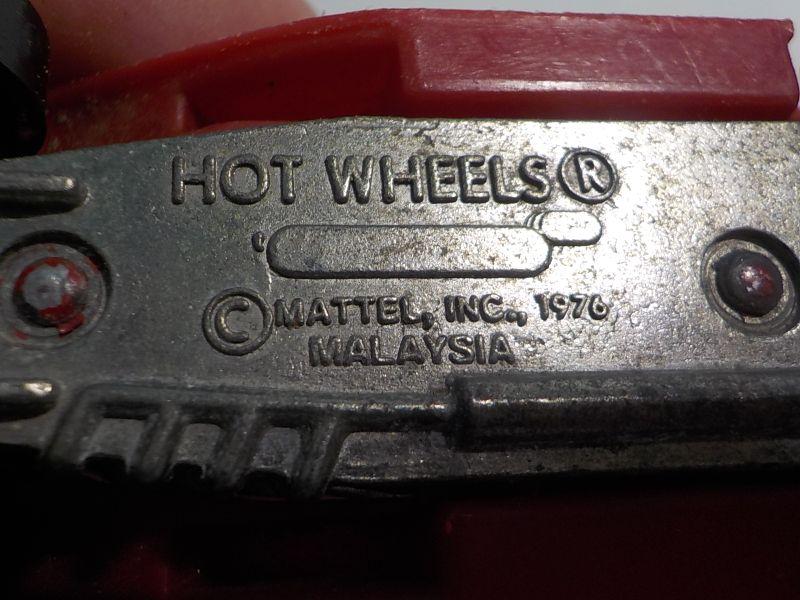 HOT WHEELS®
© MATTEL, INC., 1976
MALAYSIA